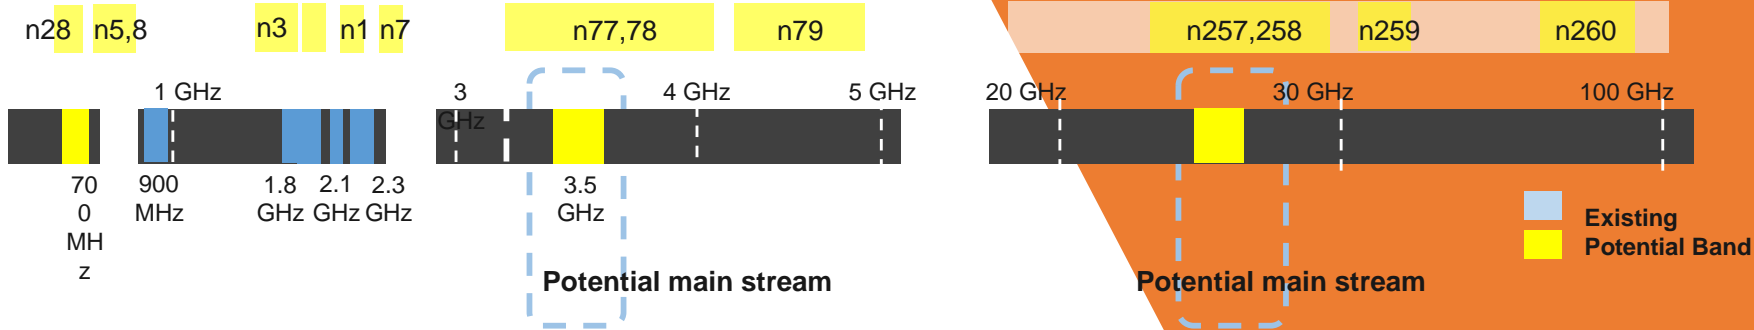 n28 n5,8 n3 n1 n7 n77,78 n79 n257,258 n259 n260
1 GHz 3 GHz 4 GHz 5 GHz 20 GHz 30 GHz 100 GHz
70
0
MH
z
900
MHz
1.8
GHz
2.1
GHz
2.3
GHz
3.5
GHz
Existing
Potential Band
Potential main stream
Potential main stream